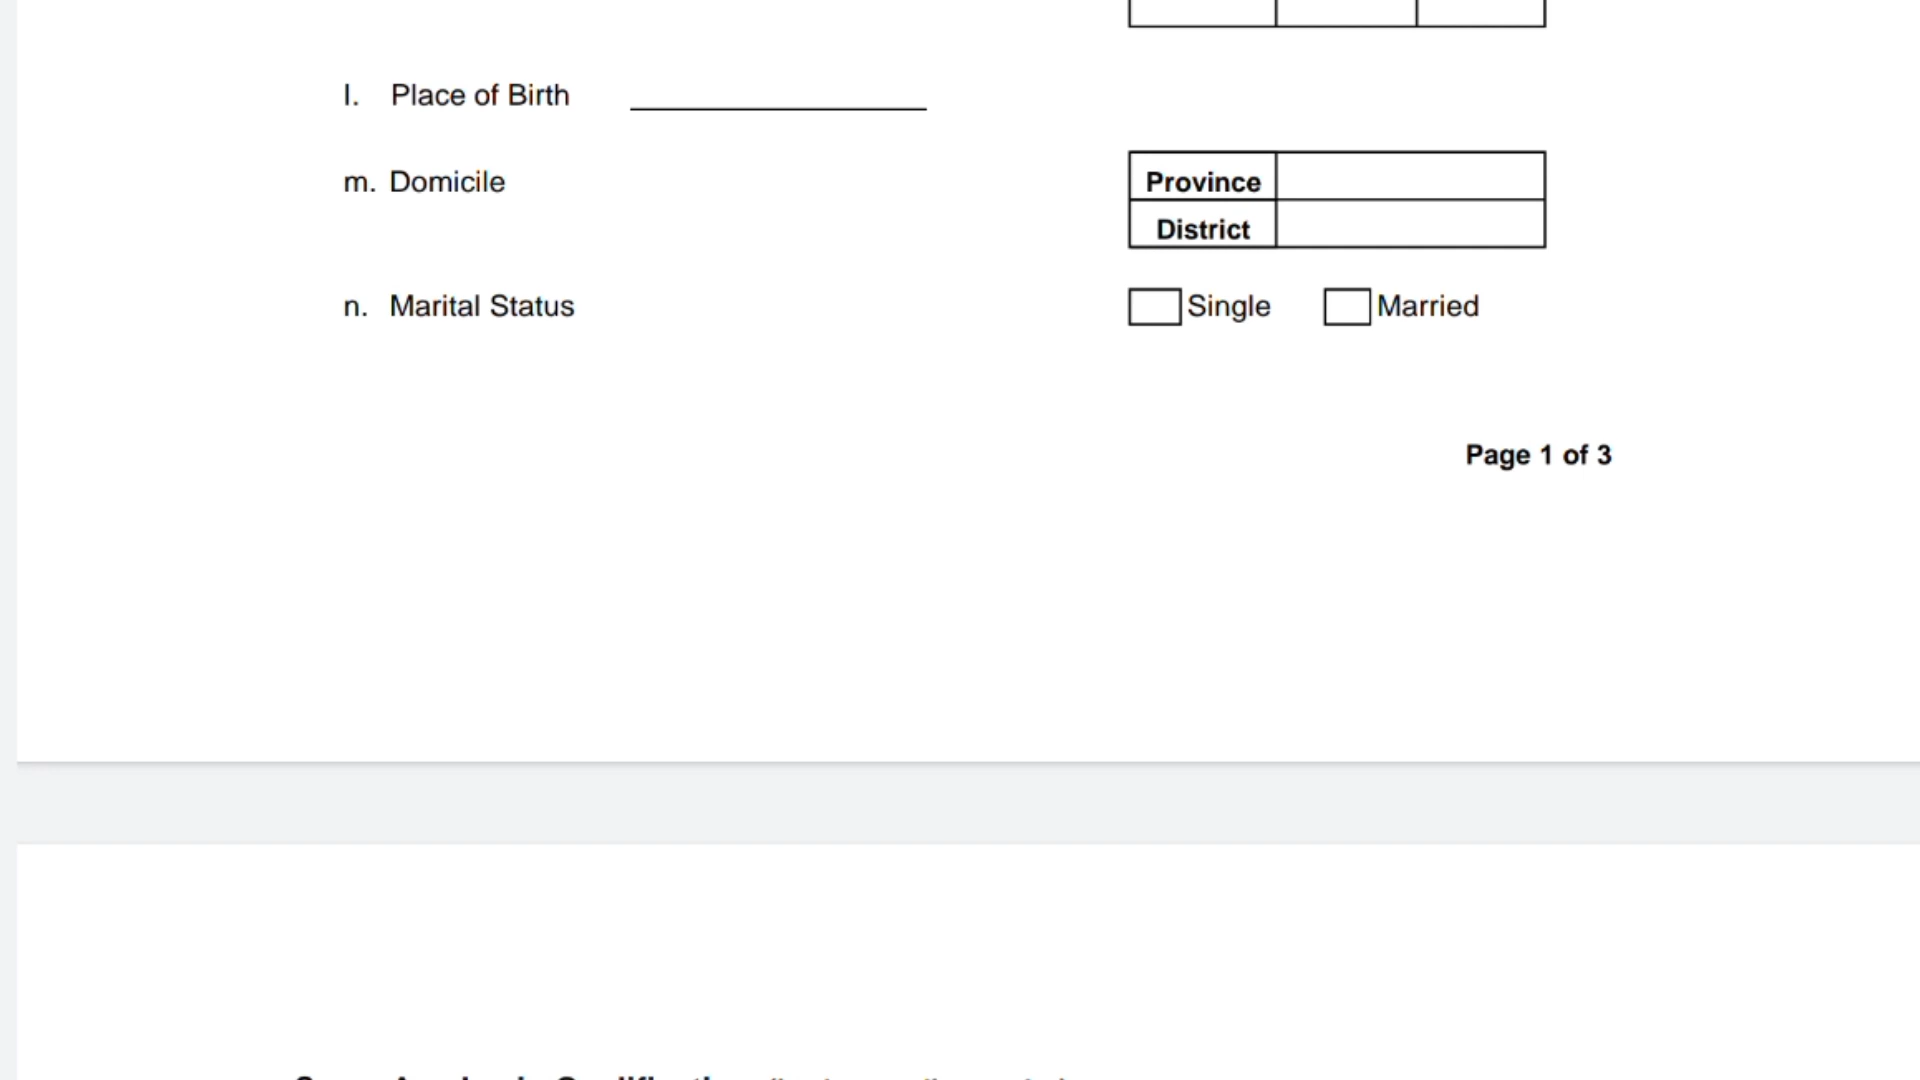 l. Place of Birth
m. Domicile
Province
District
n. Marital Status Single Married
Page 1 of 3